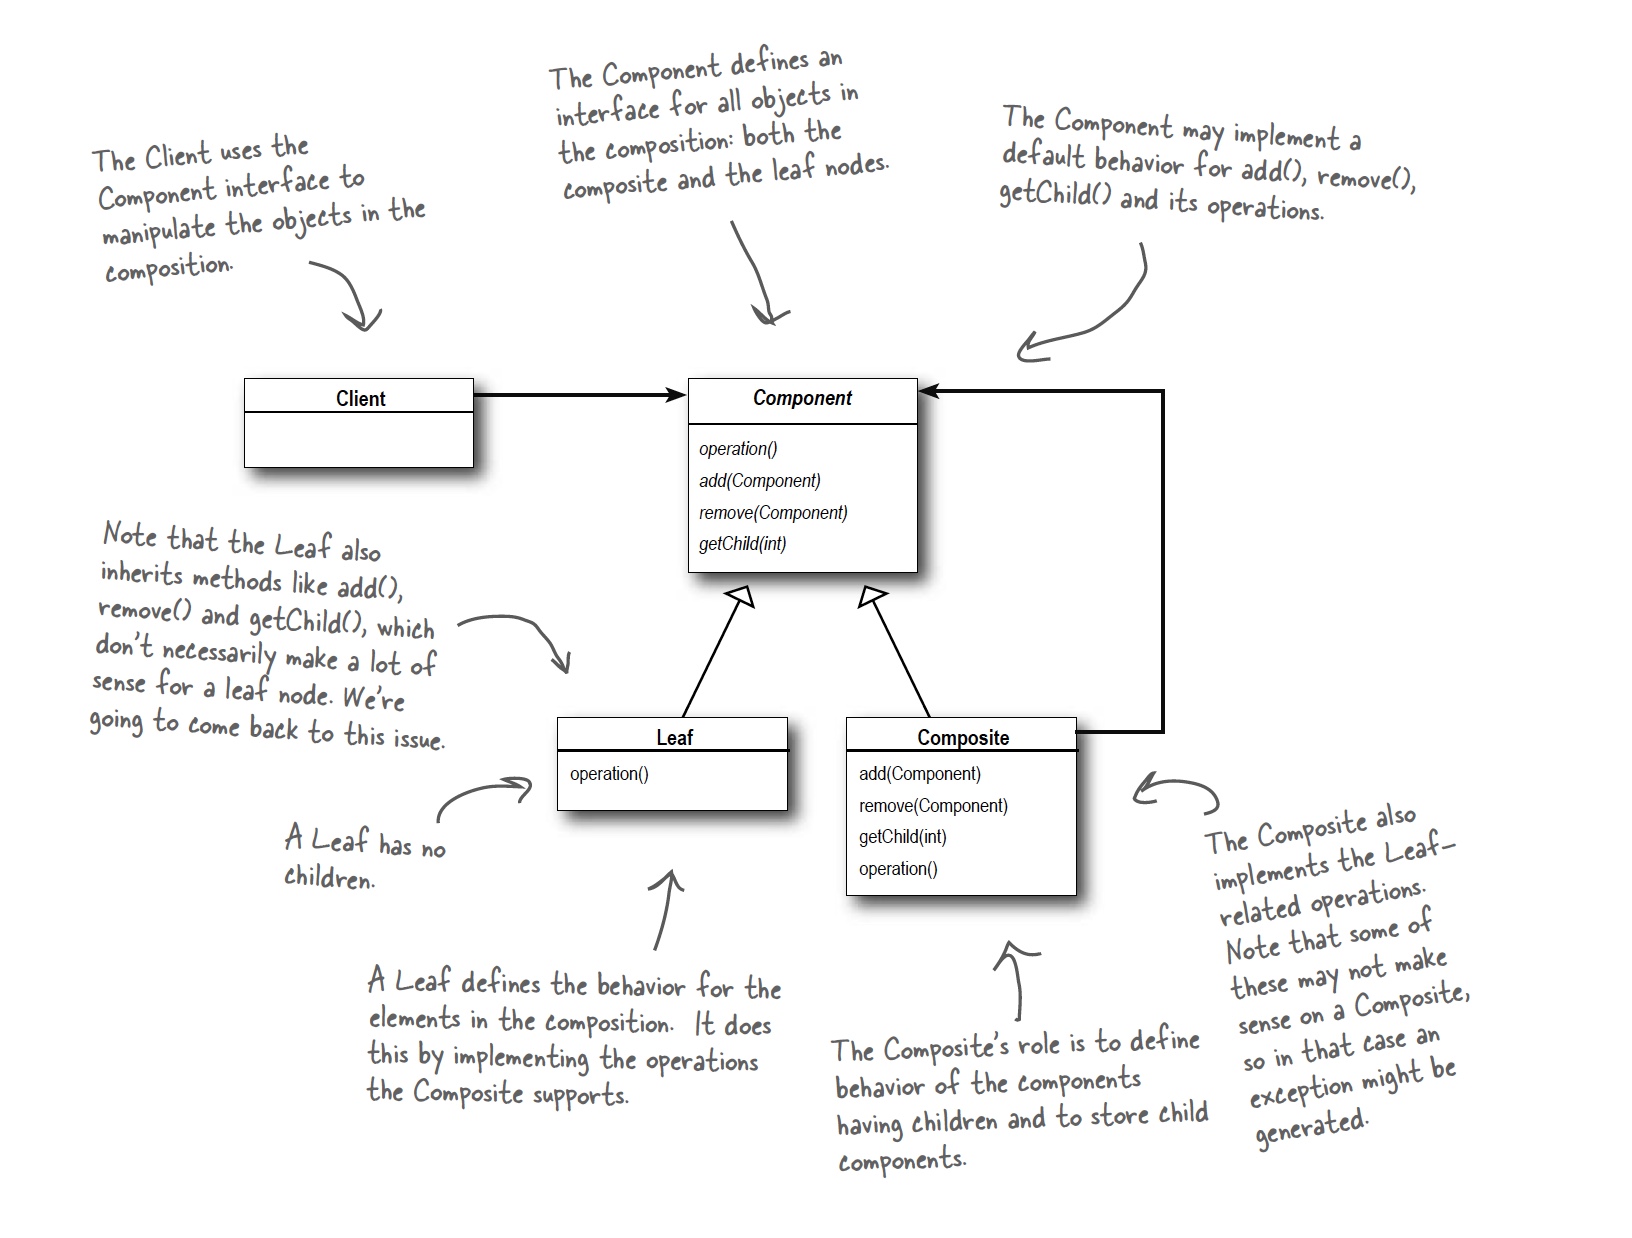 The Component defines an
interface for all objects in
the composition: both the
composite and the leaf nodes.
The Component may implement a
default behavior for add(), remove(),
getChild() and its operations.
The Client uses the
Component interface to
manipulate the objects in the
composition.
Client
Component
operation()
add(Component)
remove(Component)
getChild(int)
Note that the Leaf also
inherits methods like add(),
remove() and getChild(), which
don't necessarily make a lot of
sense for a leaf node. We're
going to come back to this issue.
Leaf
operation()
Composite
add(Component)
remove(Component)
getChild(int)
operation()
A Leaf has no
children.
The Composite also
implements the Leaf-
related operations.
Note that some of
these may not make
sense on a Composite,
so in that case an
exception might be
generated.
A Leaf defines the behavior for the
elements in the composition. It does
this by implementing the operations
the Composite supports.
The Composite's role is to define
behavior of the components
having children and to store child
components.